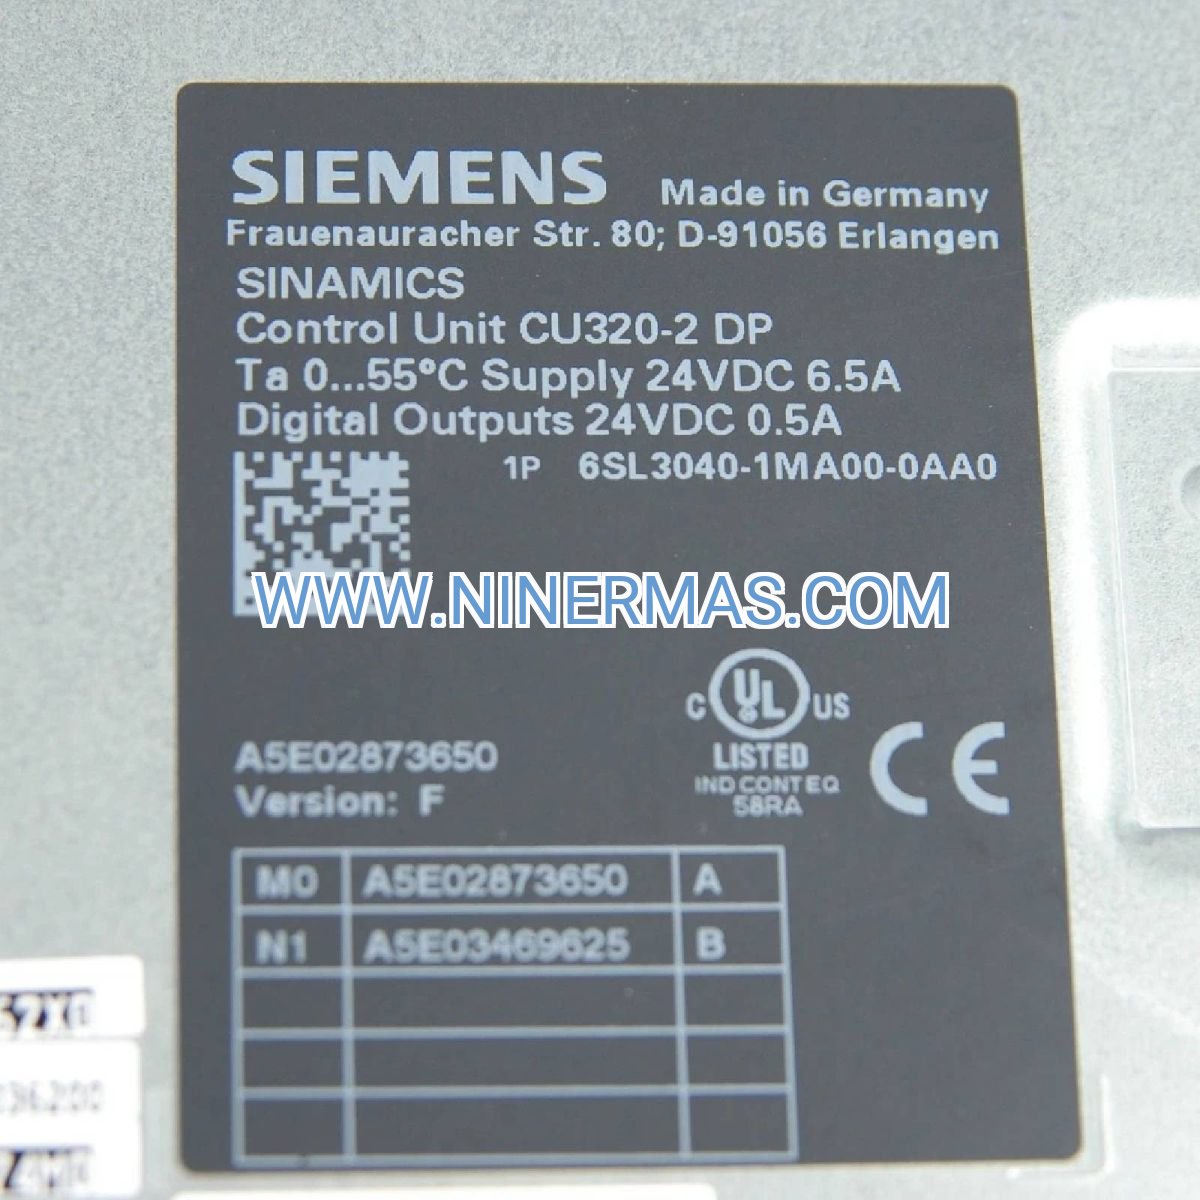 SIEMENS Made in Germany
Frauenauracher Str. 80; D-91056 Erlangen
SINAMICS
Control Unit CU320-2 DP
Ta 0...55°C Supply 24VDC 6.5A
Digital Outputs 24VDC 0.5A
1P 6SL3040-1MA00-0AA0
WWW.NINERMAS.COM
C UL US
LISTED
IND CONT EQ
58RA
CE
A5E02873650
Version: F
M0 A5E02873650 A
N1 A5E03469625 B